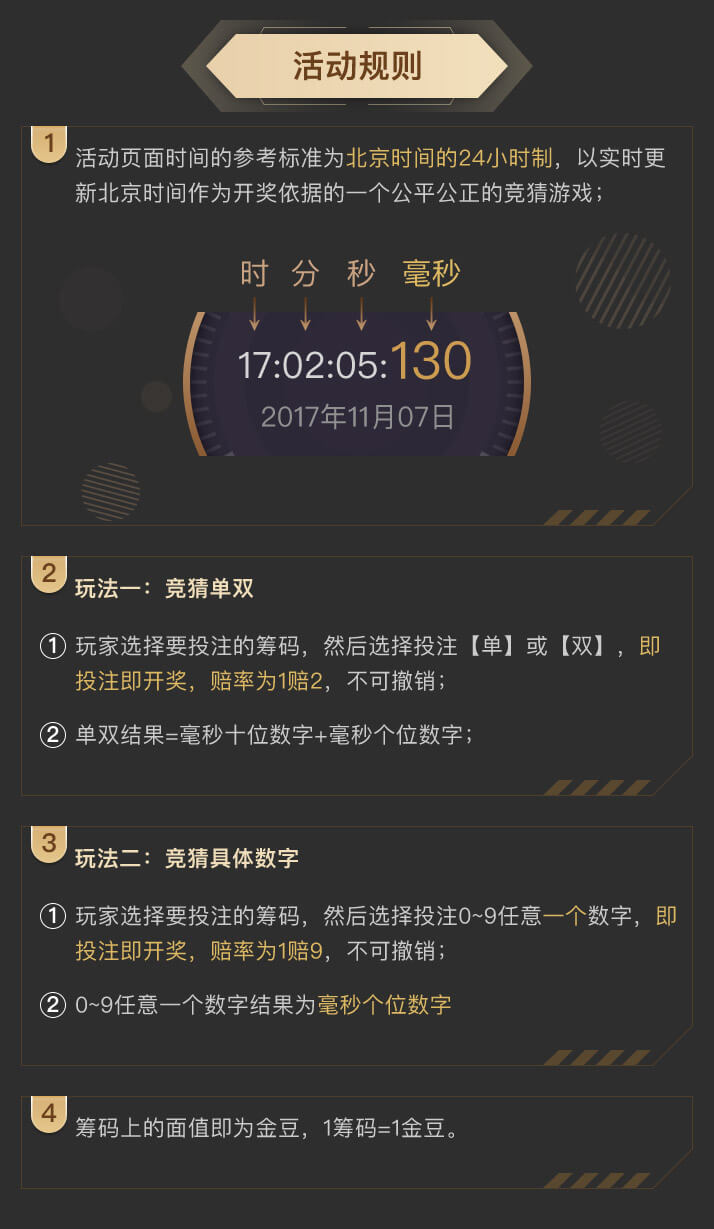 活动规则
1
活动页面时间的参考标准为北京时间的24小时制，以实时更
新北京时间作为开奖依据的一个公平公正的竞猜游戏；
时 分 秒 毫秒
17:02:05:130
2017年11月07日
2
玩法一：竞猜单双
① 玩家选择要投注的筹码，然后选择投注【单】或【双】，即
投注即开奖，赔率为1赔2，不可撤销；
② 单双结果=毫秒十位数字+毫秒个位数字；
3
玩法二：竞猜具体数字
① 玩家选择要投注的筹码，然后选择投注0~9任意一个数字，即
投注即开奖，赔率为1赔9，不可撤销；
② 0~9任意一个数字结果为毫秒个位数字
4
筹码上的面值即为金豆，1筹码=1金豆。